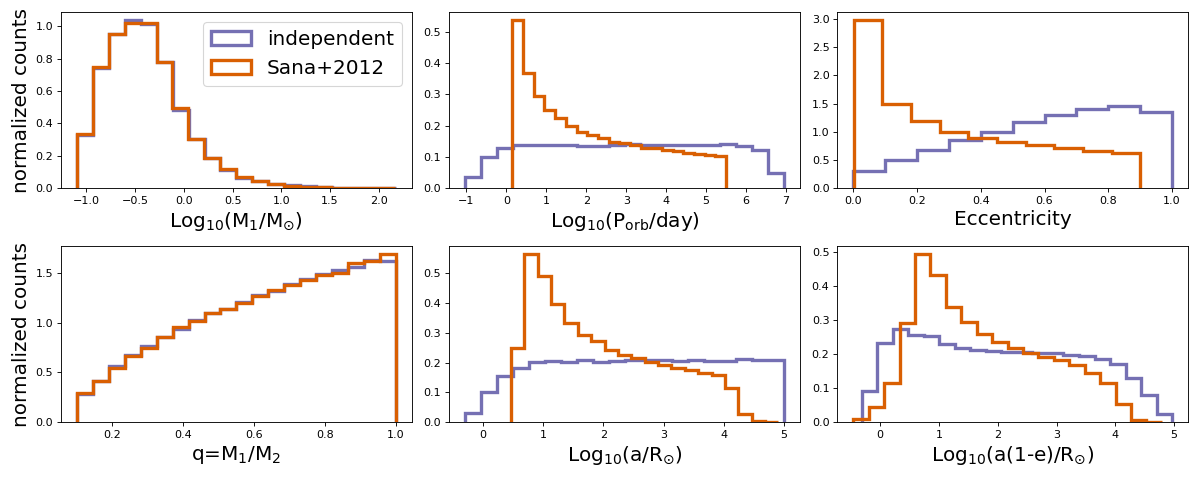 normalized counts
1.0
0.8
0.6
0.4
0.2
0.0
−1.0 −0.5 0.0 0.5 1.0 1.5 2.0
Log₁₀(M₁/M☉)
independent
Sana+2012
0.5
0.4
0.3
0.2
0.1
0.0
−1 0 1 2 3 4 5 6 7
Log₁₀(Pₒᵣb/day)
3.0
2.5
2.0
1.5
1.0
0.5
0.0
0.0 0.2 0.4 0.6 0.8 1.0
Eccentricity
normalized counts
1.5
1.0
0.5
0.0
0.2 0.4 0.6 0.8 1.0
q=M₁/M₂
0.5
0.4
0.3
0.2
0.1
0.0
0 1 2 3 4 5
Log₁₀(a/R☉)
0.5
0.4
0.3
0.2
0.1
0.0
0 1 2 3 4 5
Log₁₀(a(1-e)/R☉)